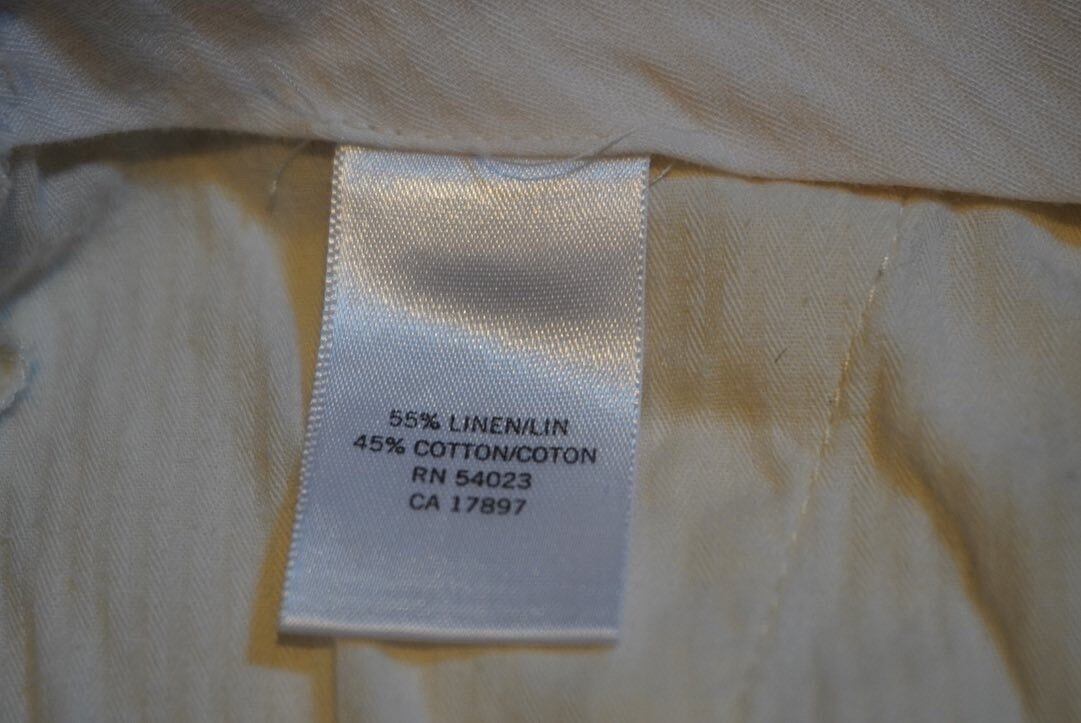 55% LINEN/LIN
45% COTTON/COTON
RN 54023
CA 17897